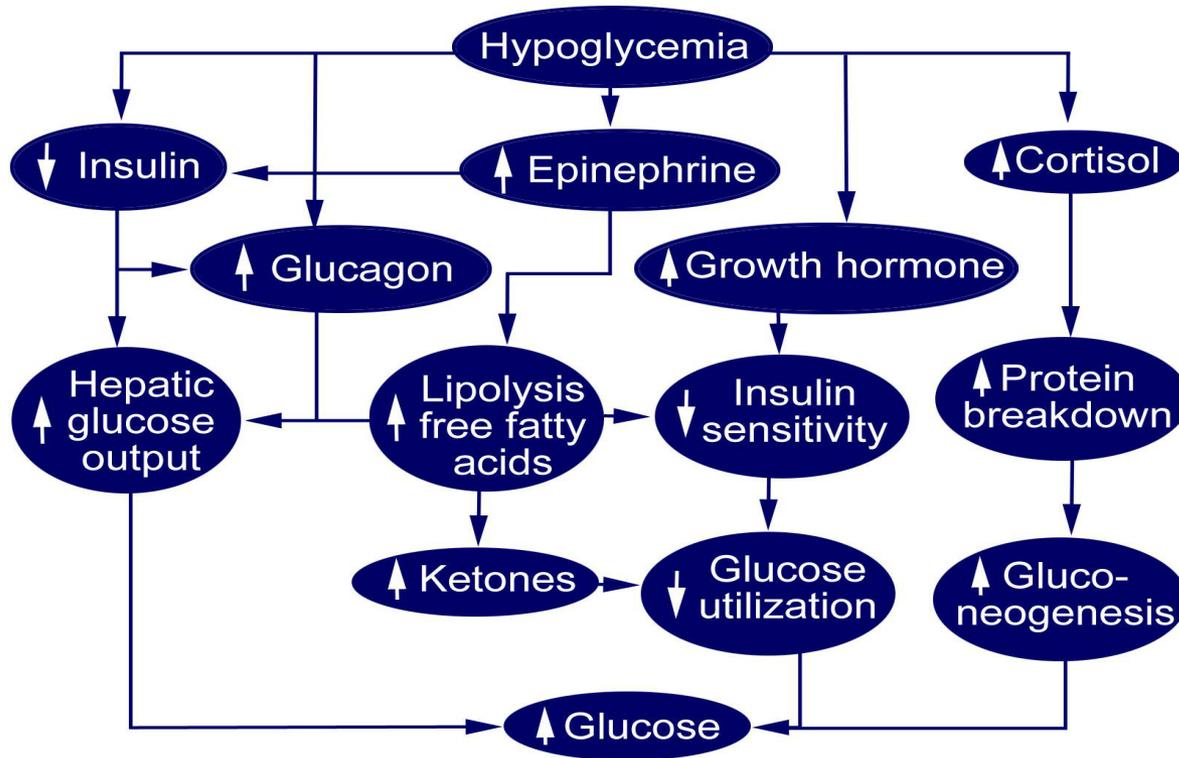 Hypoglycemia
Insulin
Epinephrine
Cortisol
Glucagon
Growth hormone
Hepatic
glucose
output
Lipolysis
free fatty
acids
Insulin
sensitivity
Protein
breakdown
Ketones
Glucose
utilization
Gluco-
neogenesis
Glucose